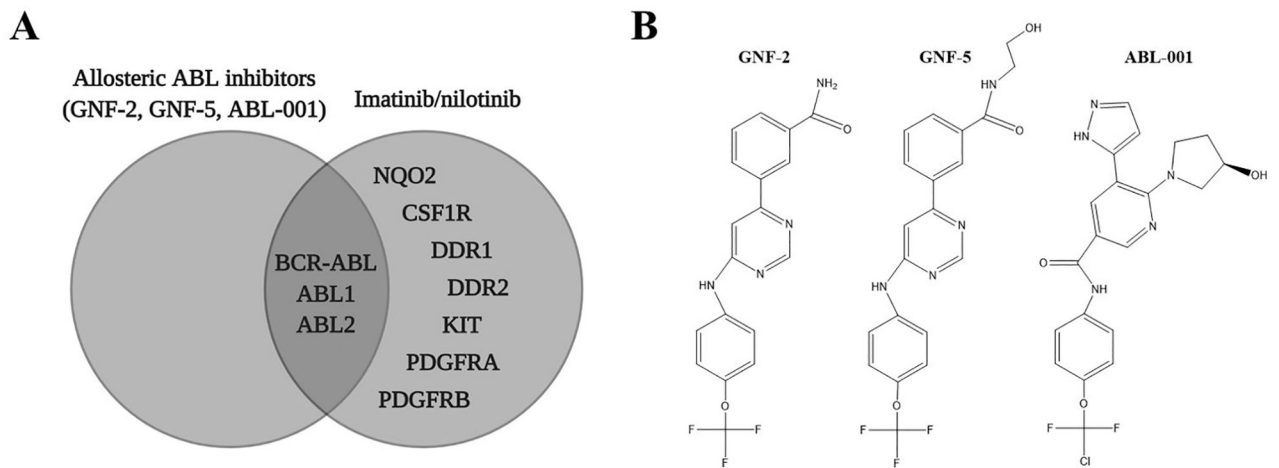 A
Allosteric ABL inhibitors
(GNF-2, GNF-5, ABL-001)
Imatinib/nilotinib
NQO2
CSF1R
DDR1
DDR2
KIT
PDGFRA
PDGFRB
BCR-ABL
ABL1
ABL2
B
GNF-2
NH2
O
N
N
HN
O
F F
F
GNF-5
OH
HN
O
N
N
HN
O
F F
F
ABL-001
N
HN
N
OH
N
O
NH
O
F F
Cl